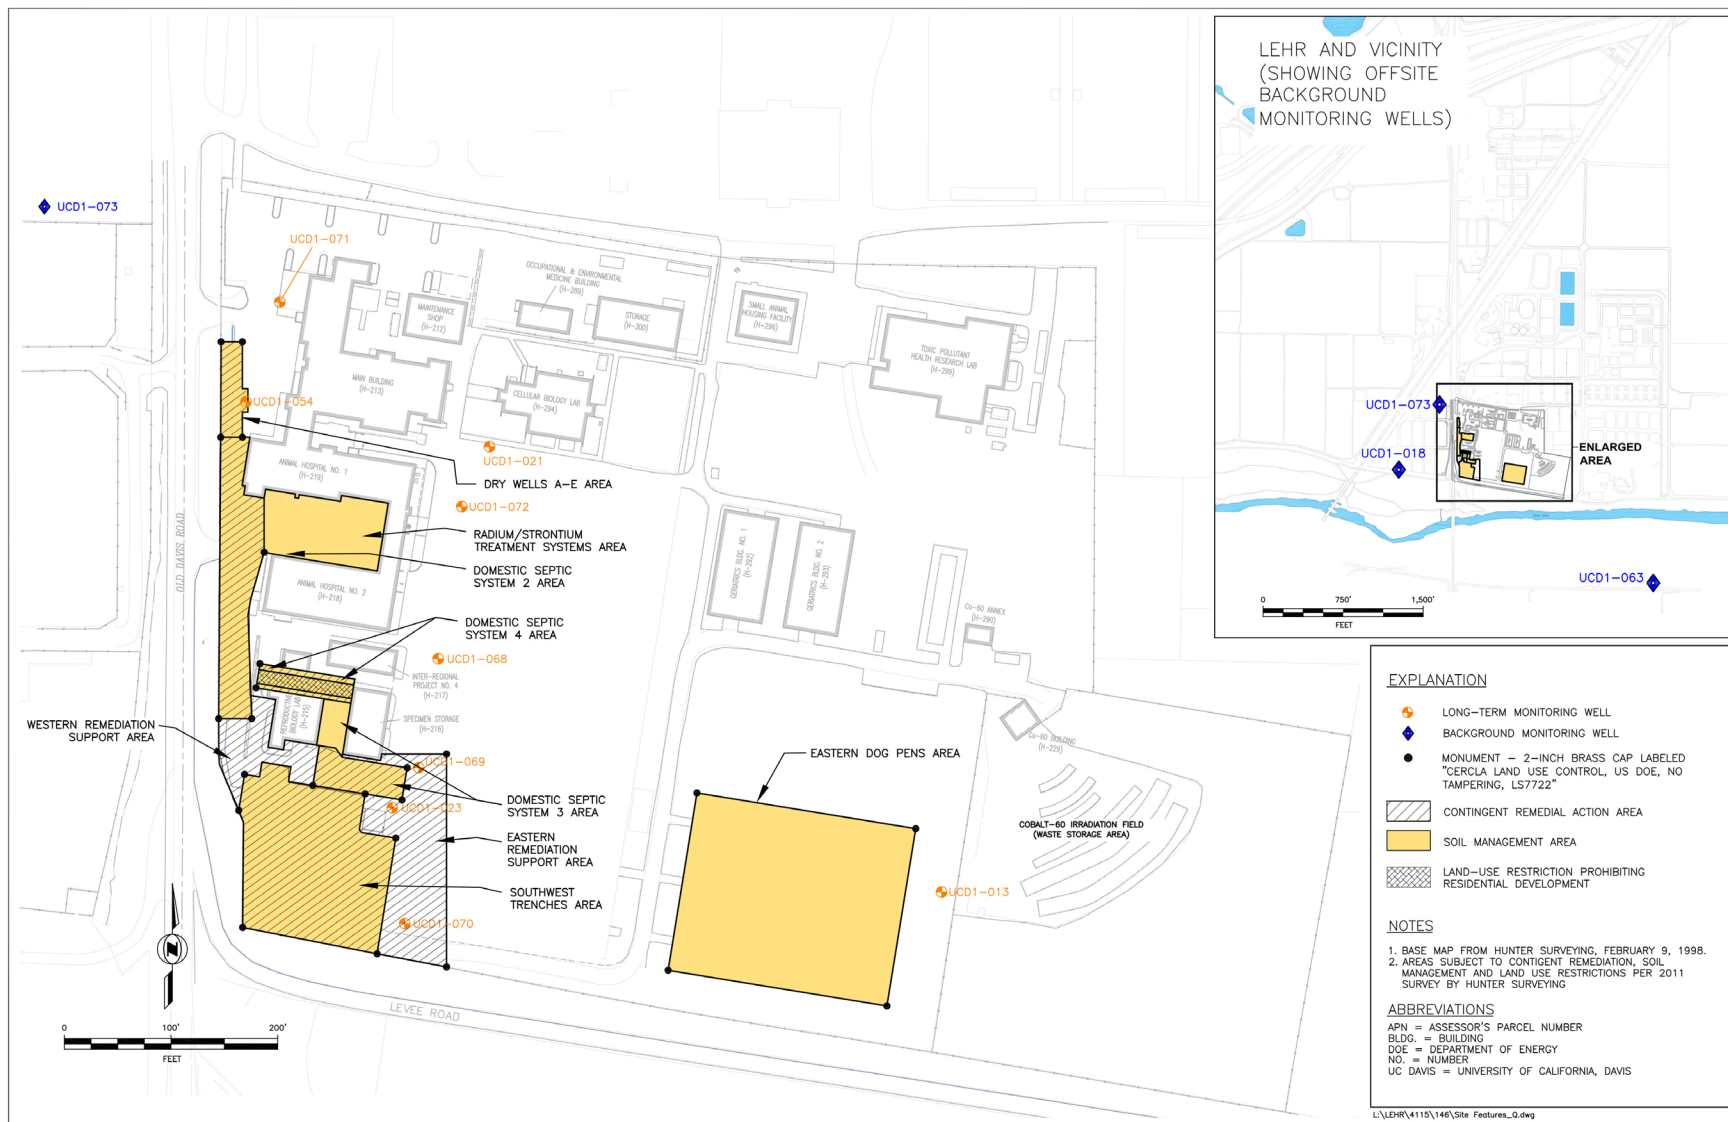 LEHR AND VICINITY
(SHOWING OFFSITE
BACKGROUND
MONITORING WELLS)
UCD1-073
UCD1-018
ENLARGED
AREA
UCD1-063
0 750' 1,500'
FEET
UCD1-073
UCD1-071
OCCUPATIONAL & ENVIRONMENTAL
MEDICINE BUILDING
(H-289)
MAINTENANCE
SHOP
(H-212)
STORAGE
(H-300)
SMALL ANIMAL
HOUSING FACILITY
(H-296)
TOXIC POLLUTANT
HEALTH RESEARCH LAB
(H-299)
MAIN BUILDING
(H-213)
CELLULAR BIOLOGY LAB
(H-294)
UCD1-054
UCD1-021
ANIMAL HOSPITAL NO. 1
(H-219)
DRY WELLS A-E AREA
UCD1-072
RADIUM/STRONTIUM
TREATMENT SYSTEMS AREA
DOMESTIC SEPTIC
SYSTEM 2 AREA
OLD DAVIS ROAD
ANIMAL HOSPITAL NO. 2
(H-218)
GERIATRICS BLDG. NO. 1
(H-292)
GERIATRICS BLDG. NO. 2
(H-293)
Co-60 ANNEX
(H-290)
DOMESTIC SEPTIC
SYSTEM 4 AREA
UCD1-068
INTER-REGIONAL
PROJECT NO. 4
(H-217)
REPRODUCTIVE
BIOLOGY LAB
(H-215)
SPECIMEN STORAGE
(H-216)
WESTERN REMEDIATION
SUPPORT AREA
Co-60 BUILDING
(H-229)
EASTERN DOG PENS AREA
UCD1-069
DOMESTIC SEPTIC
SYSTEM 3 AREA
UCD1-023
COBALT-60 IRRADIATION FIELD
(WASTE STORAGE AREA)
EASTERN
REMEDIATION
SUPPORT AREA
SOUTHWEST
TRENCHES AREA
UCD1-013
UCD1-070
LEVEE ROAD
0 100' 200'
FEET
EXPLANATION
LONG-TERM MONITORING WELL
BACKGROUND MONITORING WELL
MONUMENT - 2-INCH BRASS CAP LABELED
"CERCLA LAND USE CONTROL, US DOE, NO
TAMPERING, LS7722"
CONTINGENT REMEDIAL ACTION AREA
SOIL MANAGEMENT AREA
LAND-USE RESTRICTION PROHIBITING
RESIDENTIAL DEVELOPMENT
NOTES
1. BASE MAP FROM HUNTER SURVEYING, FEBRUARY 9, 1998.
2. AREAS SUBJECT TO CONTIGENT REMEDIATION, SOIL
MANAGEMENT AND LAND USE RESTRICTIONS PER 2011
SURVEY BY HUNTER SURVEYING
ABBREVIATIONS
APN = ASSESSOR'S PARCEL NUMBER
BLDG. = BUILDING
DOE = DEPARTMENT OF ENERGY
NO. = NUMBER
UC DAVIS = UNIVERSITY OF CALIFORNIA, DAVIS
L:\LEHR\4115\146\Site Features_Q.dwg